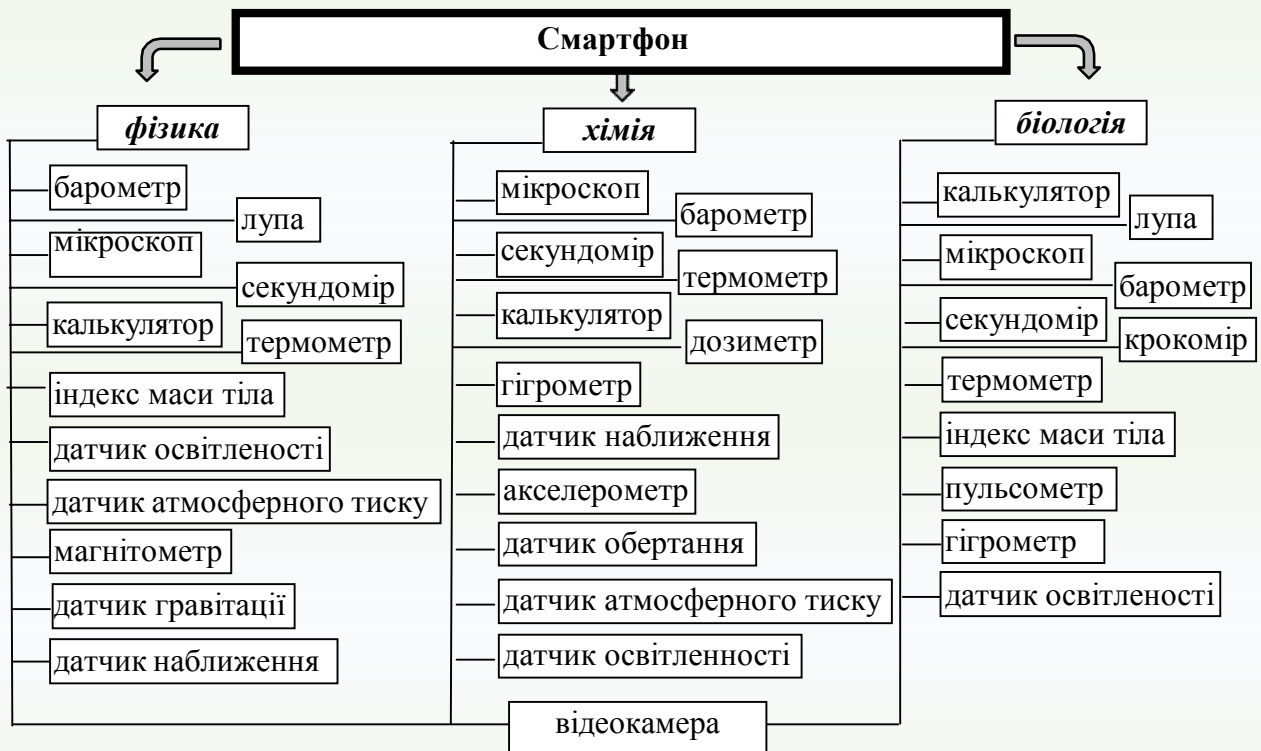 Смартфон
фізика
барометр
лупа
мікроскоп
секундомір
калькулятор
термометр
індекс маси тіла
датчик освітленості
датчик атмосферного тиску
магнітометр
датчик гравітації
датчик наближення
хімія
мікроскоп
барометр
секундомір
термометр
калькулятор
дозиметр
гігрометр
датчик наближення
акселерометр
датчик обертання
датчик атмосферного тиску
датчик освітленності
біологія
калькулятор
лупа
мікроскоп
барометр
секундомір
крокомір
термометр
індекс маси тіла
пульсометр
гігрометр
датчик освітленості
відеокамера